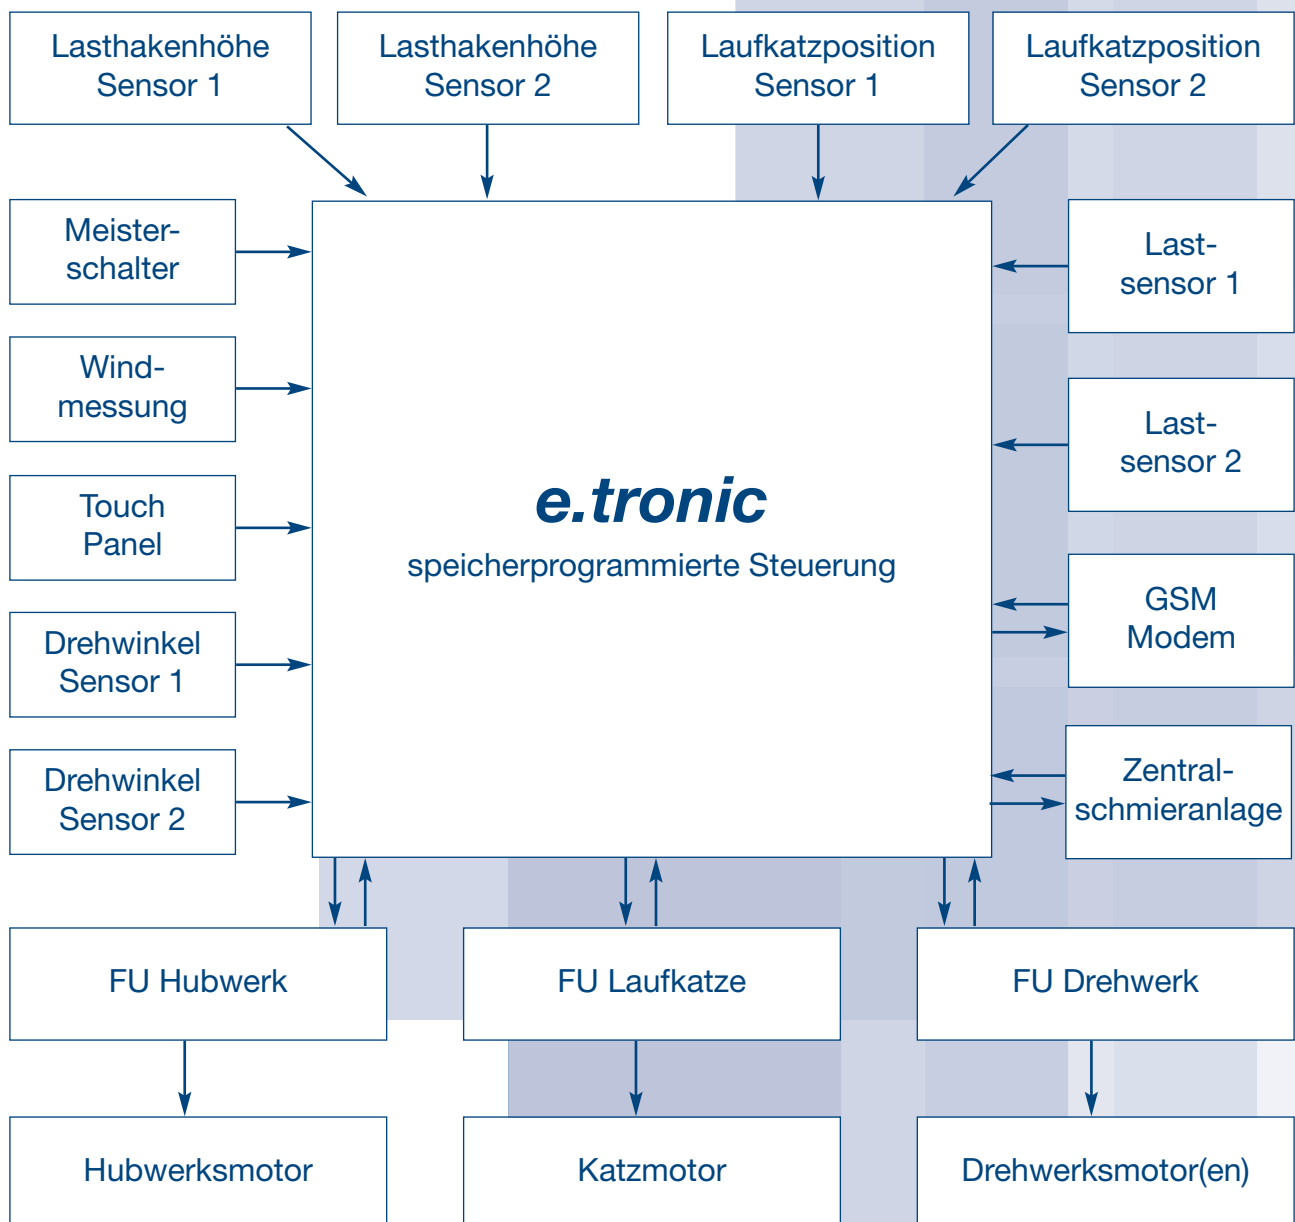 Lasthakenhöhe
Sensor 1
Lasthakenhöhe
Sensor 2
Laufkatzposition
Sensor 1
Laufkatzposition
Sensor 2
Meister-
schalter
Wind-
messung
Touch
Panel
Drehwinkel
Sensor 1
Drehwinkel
Sensor 2
e.tronic
speicherprogrammierte Steuerung
Last-
sensor 1
Last-
sensor 2
GSM
Modem
Zentral-
schmieranlage
FU Hubwerk
FU Laufkatze
FU Drehwerk
Hubwerksmotor
Katzmotor
Drehwerksmotor(en)